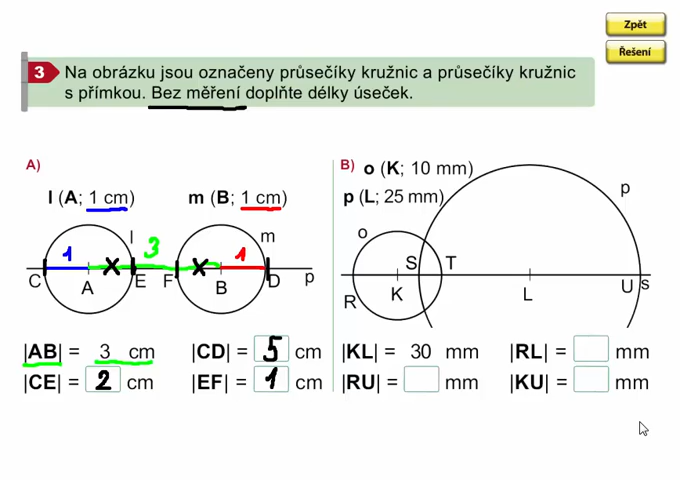 Zpět
Řešení
3 Na obrázku jsou označeny průsečíky kružnic a průsečíky kružnic
s přímkou. Bez měření doplňte délky úseček.
A)
l (A; 1 cm) m (B; 1 cm)
l m
1 3 1
C A E F B D p
|AB| = 3 cm |CD| = 5 cm
|CE| = 2 cm |EF| = 1 cm
B) o (K; 10 mm)
p (L; 25 mm)
p
o
S T
R K L U s
|KL| = 30 mm |RL| = mm
|RU| = mm |KU| = mm